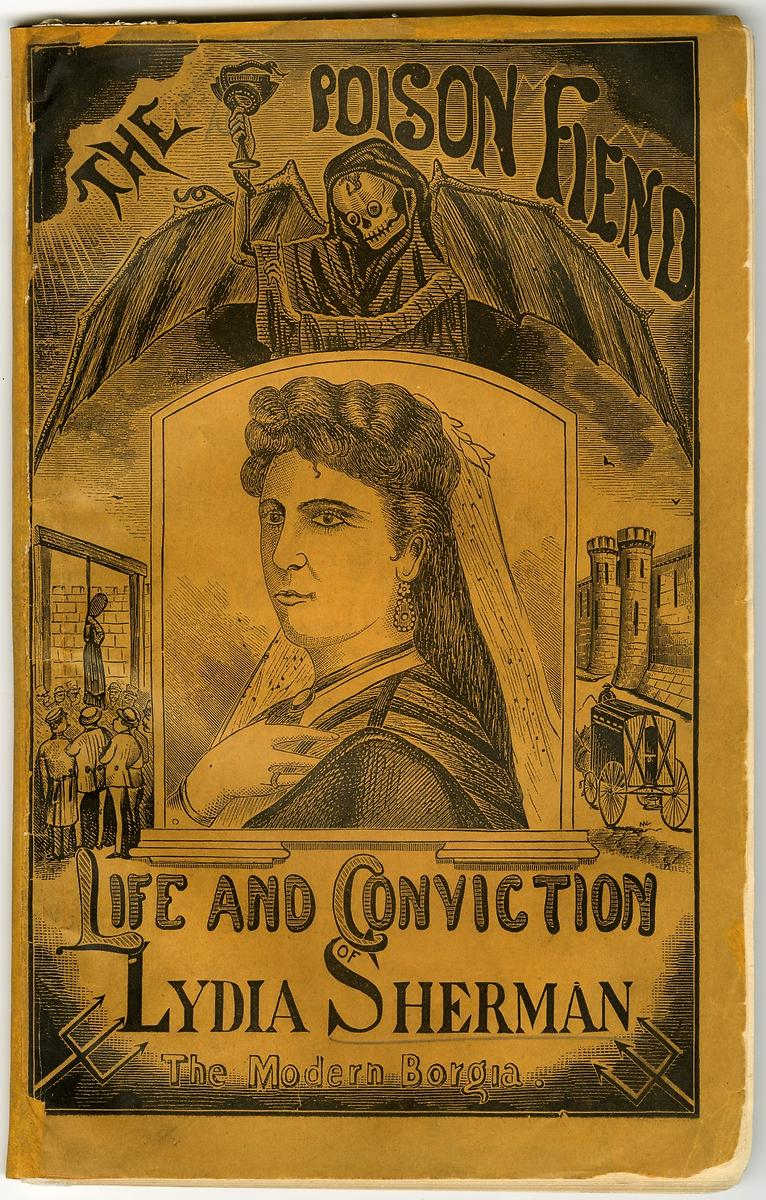 THE POISON FIEND
LIFE AND CONVICTION
OF
LYDIA SHERMAN
The Modern Borgia.